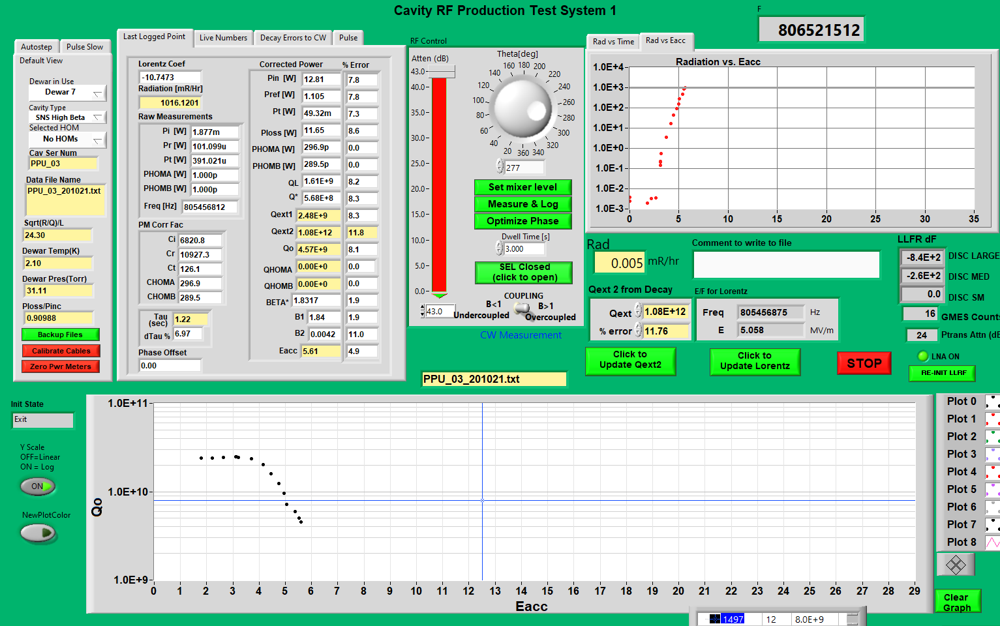 Cavity RF Production Test System 1
F
806521512
Autostep
Pulse Slow
Default View
Dewar in Use
Dewar 7
Cavity Type
SNS High Beta
Selected HOM
No HOMs
Cav Ser Num
PPU_03
Data File Name
PPU_03_201021.txt
Sqrt(R/Q)/L
24.30
Dewar Temp(K)
2.10
Dewar Pres(Torr)
31.11
Ploss/Pinc
0.90988
Backup Files
Calibrate Cables
Zero Pwr Meters
Last Logged Point
Live Numbers
Decay Errors to CW
Pulse
Lorentz Coef
-10.7473
Radiation [mR/Hr]
1016.1201
Raw Measurements
Pi [W] 1.877m
Pr [W] 101.099u
Pt [W] 391.021u
PHOMA [W] 1.000p
PHOMB [W] 1.000p
Freq [Hz] 805456812
PM Corr Fac
Ci 6820.8
Cr 10927.3
Ct 126.1
CHOMA 296.9
CHOMB 289.5
Tau (sec) 1.22
dTau % 6.97
Phase Offset
0.00
Corrected Power % Error
Pin [W] 12.81 7.8
Pref [W] 1.105 7.8
Pt [W] 49.32m 7.3
Ploss [W] 11.65 8.6
PHOMA [W] 296.9p 0.0
PHOMB [W] 289.5p 0.0
QL 1.61E+9 8.2
Q* 5.68E+8 8.3
Qext1 2.48E+9 8.3
Qext2 1.08E+12 11.8
Qo 4.57E+9 8.1
QHOMA 0.00E+0 0.0
QHOMB 0.00E+0 0.0
BETA* 1.8317 1.9
B1 1.84 1.9
B2 0.0042 11.0
Eacc 5.61 4.9
RF Control
Atten (dB)
43.0
40.0
35.0
30.0
25.0
20.0
15.0
10.0
5.0
0.0
43.0
Theta[deg]
20 40 60 80 100 120 140 160 180 200 220 240 260 280 300 320 340 360
277
Set mixer level
Measure & Log
Optimize Phase
Dwell Time [s]
3.000
SEL Closed
(click to open)
COUPLING
B<1 B>1
Undercoupled Overcoupled
CW Measurement
PPU_03_201021.txt
Rad vs Time
Rad vs Eacc
Radiation vs. Eacc
1.0E+4
1.0E+3
1.0E+2
1.0E+1
1.0E+0
1.0E-1
1.0E-2
1.0E-3
0 5 10 15 20 25 30 35
Rad
0.005 mR/hr
Comment to write to file
LLFR dF
-8.4E+2 DISC LARGE
-2.6E+2 DISC MED
0.0 DISC SM
16 GMES Counts
24 Ptrans Attn (dB
LNA ON
RE-INIT LLRF
Qext 2 from Decay
Qext 1.08E+12
% error 11.76
E/F for Lorentz
Freq 805456875 Hz
E 5.058 MV/m
Click to
Update Qext2
Click to
Update Lorentz
STOP
Init State
Exit
Y Scale
OFF=Linear
ON = Log
ON
NewPlotColor
1.0E+11
1.0E+10
1.0E+9
Qo
0 1 2 3 4 5 6 7 8 9 10 11 12 13 14 15 16 17 18 19 20 21 22 23 24 25 26 27 28 29
Eacc
Plot 0
Plot 1
Plot 2
Plot 3
Plot 4
Plot 5
Plot 6
Plot 7
Plot 8
Clear
Graph
1497 12 8.0E+9